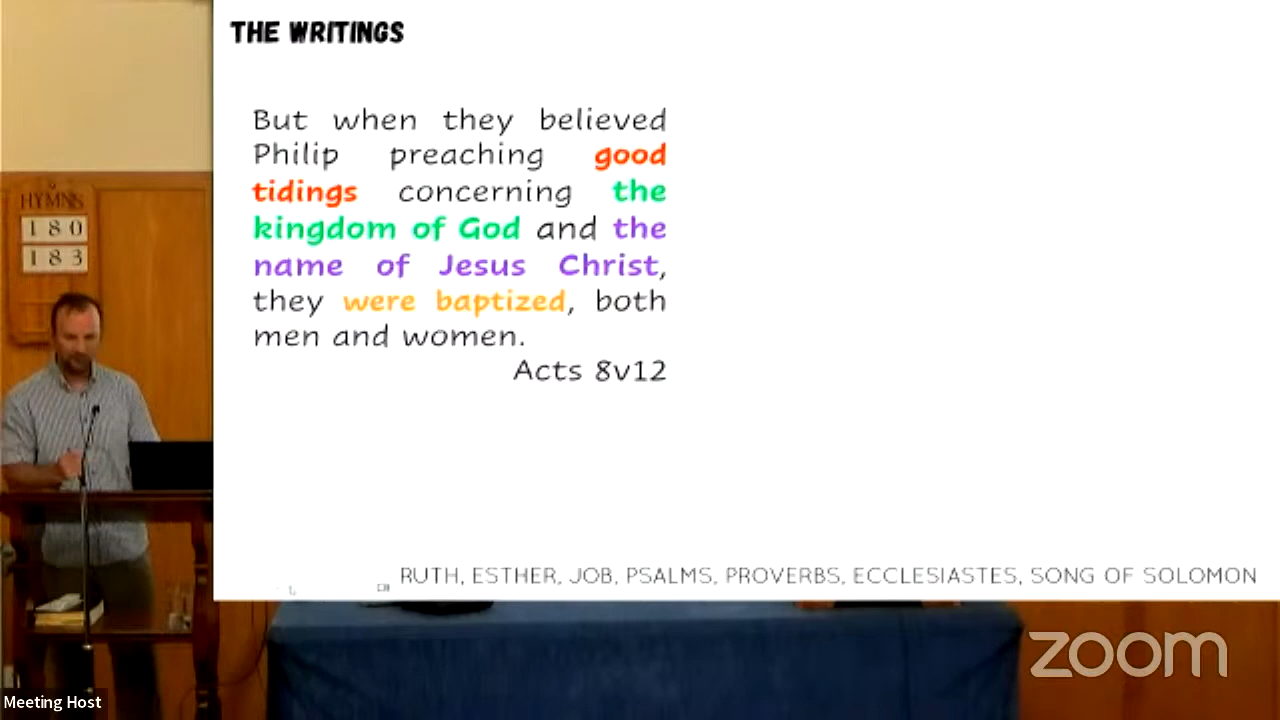 THE WRITINGS
But when they believed
Philip preaching good
tidings concerning the
kingdom of God and the
name of Jesus Christ,
they were baptized, both
men and women.
Acts 8v12
RUTH, ESTHER, JOB, PSALMS, PROVERBS, ECCLESIASTES, SONG OF SOLOMON
HYMNS
180
183
zoom
Meeting Host